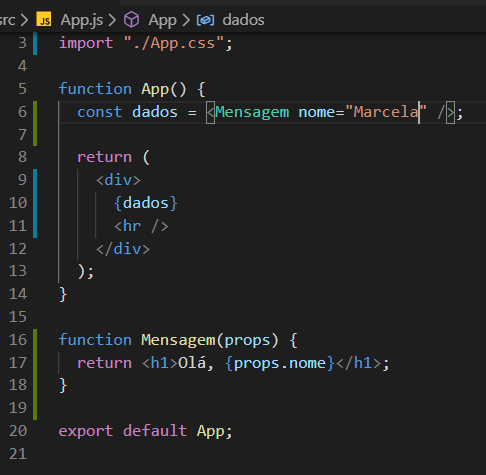 src > JS App.js > App > dados
3 import "./App.css";
4
5 function App() {
6 const dados = <Mensagem nome="Marcela" />;
7
8 return (
9 <div>
10 {dados}
11 <hr />
12 </div>
13 );
14 }
15
16 function Mensagem(props) {
17 return <h1>Olá, {props.nome}</h1>;
18 }
19
20 export default App;
21